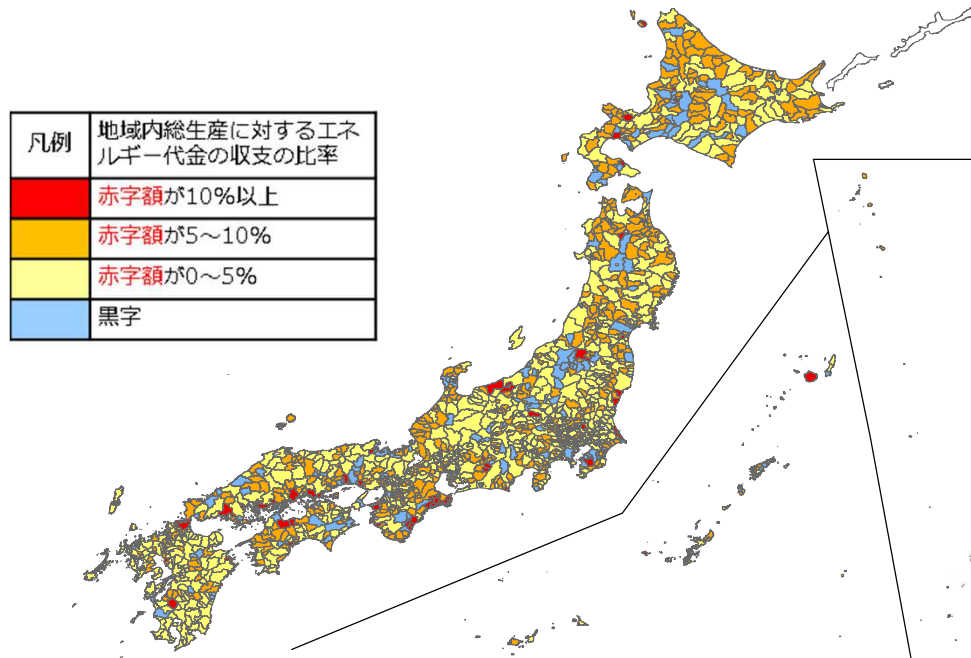 凡例
地域内総生産に対するエネ
ルギー代金の収支の比率
赤字額が10%以上
赤字額が5～10%
赤字額が0～5%
黒字